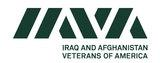 IAVA
IRAQ AND AFGHANISTAN
VETERANS OF AMERICA